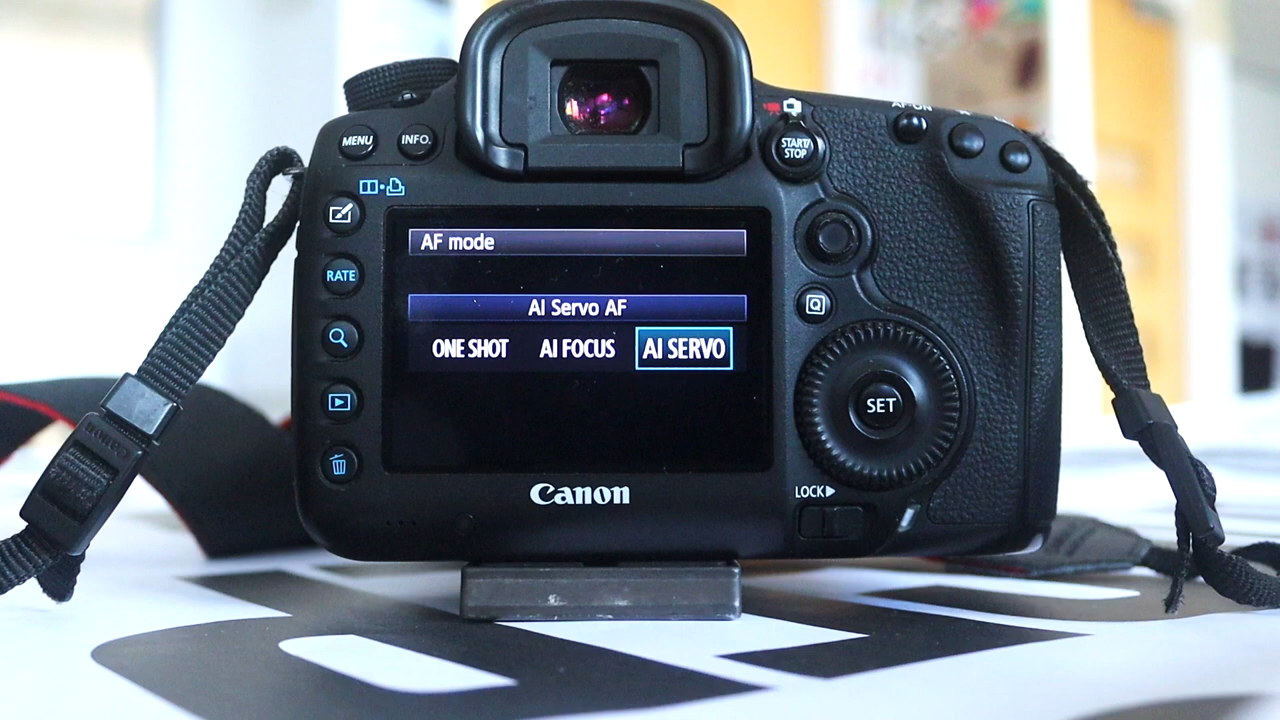 MENU
INFO.
START/
STOP
AF-ON
RATE
AF mode
AI Servo AF
ONE SHOT AI FOCUS AI SERVO
Q
SET
Canon
LOCK